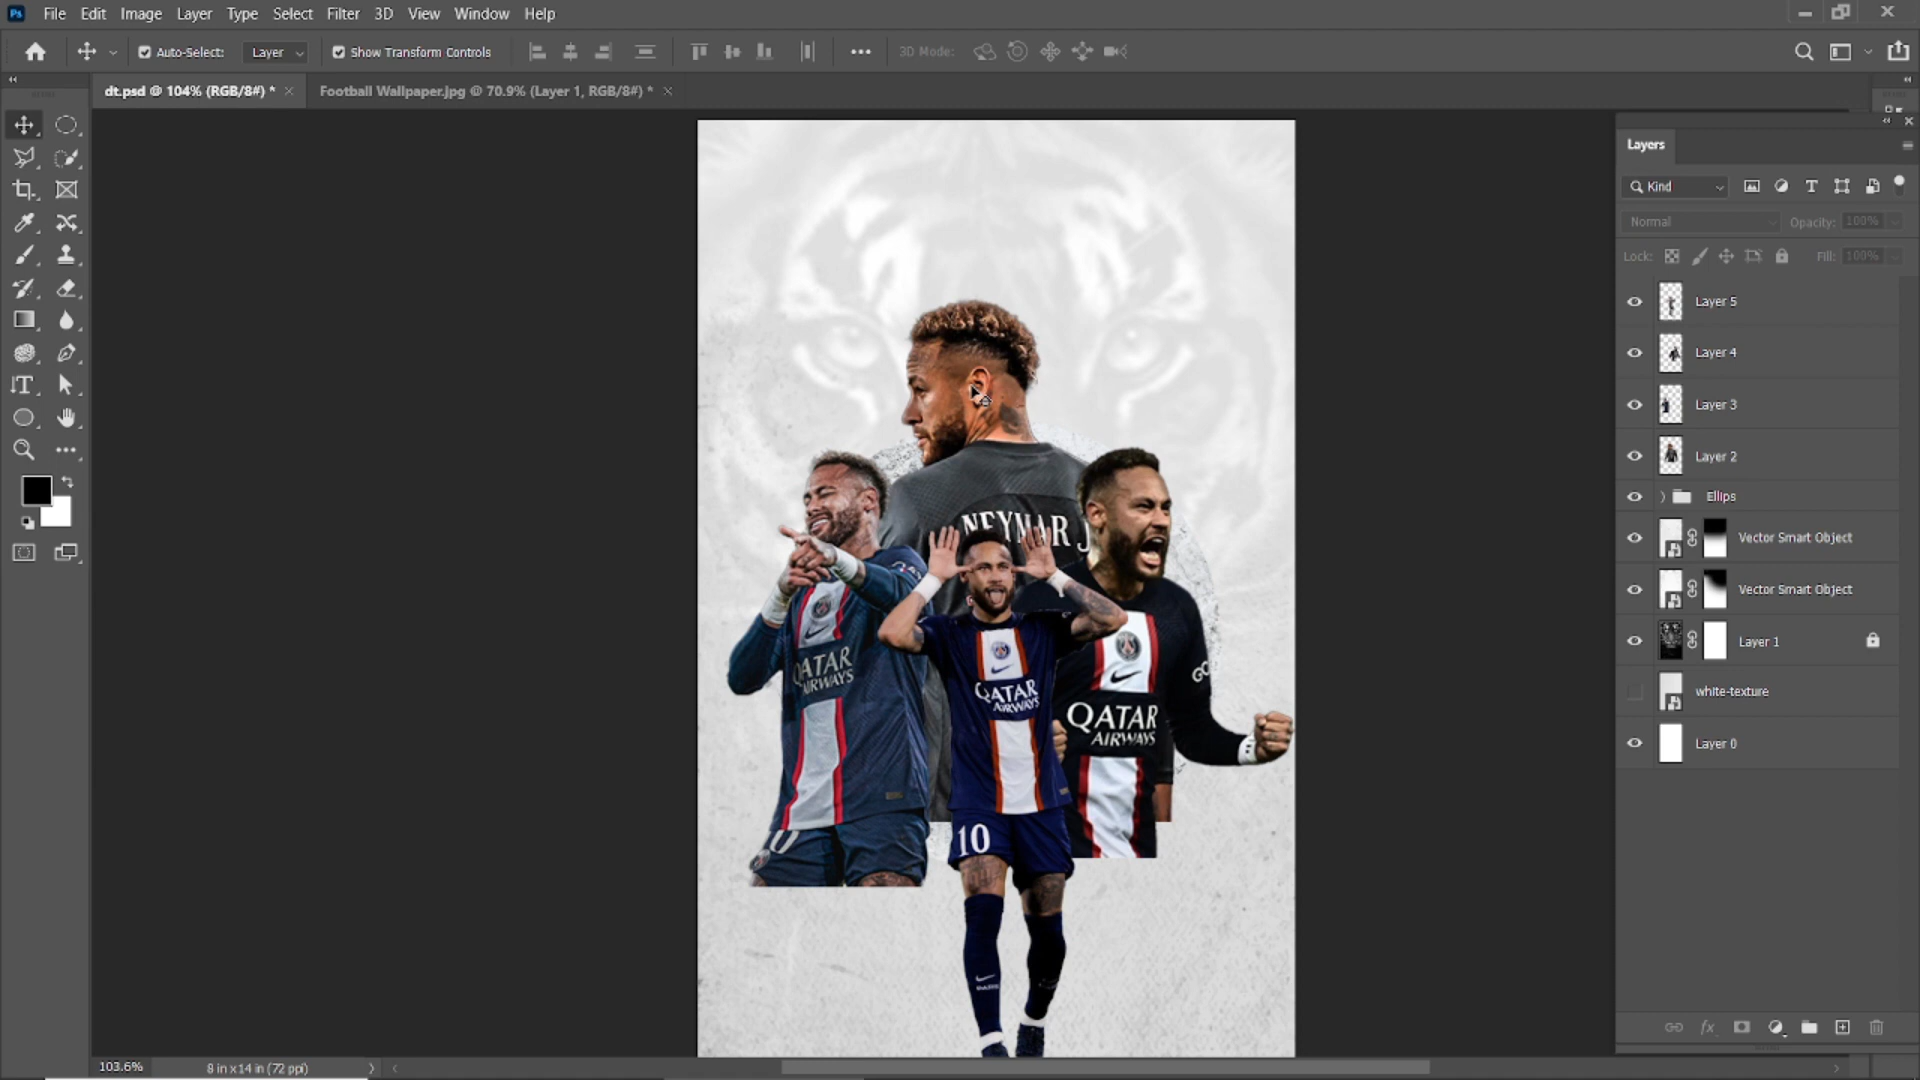 Ps File Edit Image Layer Type Select Filter 3D View Window Help
Auto-Select: Layer Show Transform Controls 3D Mode:
dt.psd @ 104% (RGB/8#) * Football Wallpaper.jpg @ 70.9% (Layer 1, RGB/8#) *
Layers
Kind
Normal Opacity: 100%
Lock: Fill: 100%
Layer 5
Layer 4
Layer 3
Layer 2
Ellips
Vector Smart Object
Vector Smart Object
Layer 1
white-texture
Layer 0
NEYMAR J
QATAR
AIRWAYS
QATAR
AIRWAYS
QATAR
AIRWAYS
GO
10
PARIS
103.6% 8 in x 14 in (72 ppi)